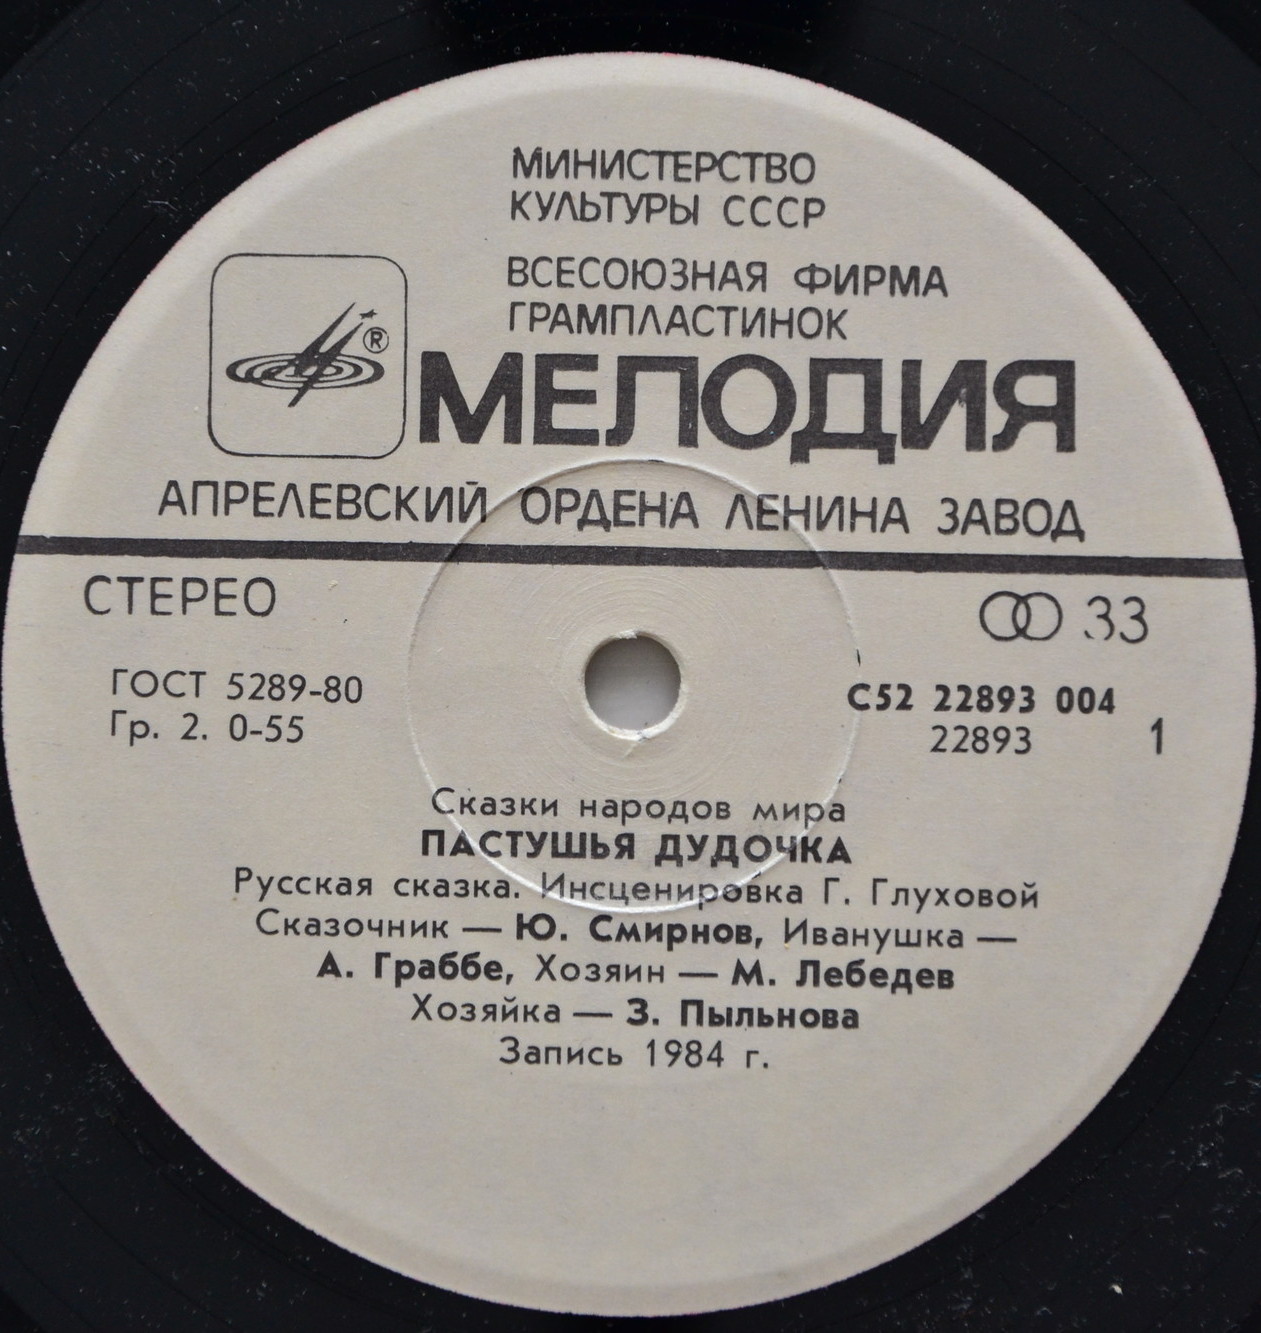 МИНИСТЕРСТВО
КУЛЬТУРЫ СССР
ВСЕСОЮЗНАЯ ФИРМА
ГРАМПЛАСТИНОК
®
МЕЛОДИЯ
АПРЕЛЕВСКИЙ ОРДЕНА ЛЕНИНА ЗАВОД
СТЕРЕО
33
ГОСТ 5289-80
Гр. 2. 0-55
С52 22893 004
22893 1
Сказки народов мира
ПАСТУШЬЯ ДУДОЧКА
Русская сказка. Инсценировка Г. Глуховой
Сказочник — Ю. Смирнов, Иванушка —
А. Граббе, Хозяин — М. Лебедев
Хозяйка — З. Пыльнова
Запись 1984 г.